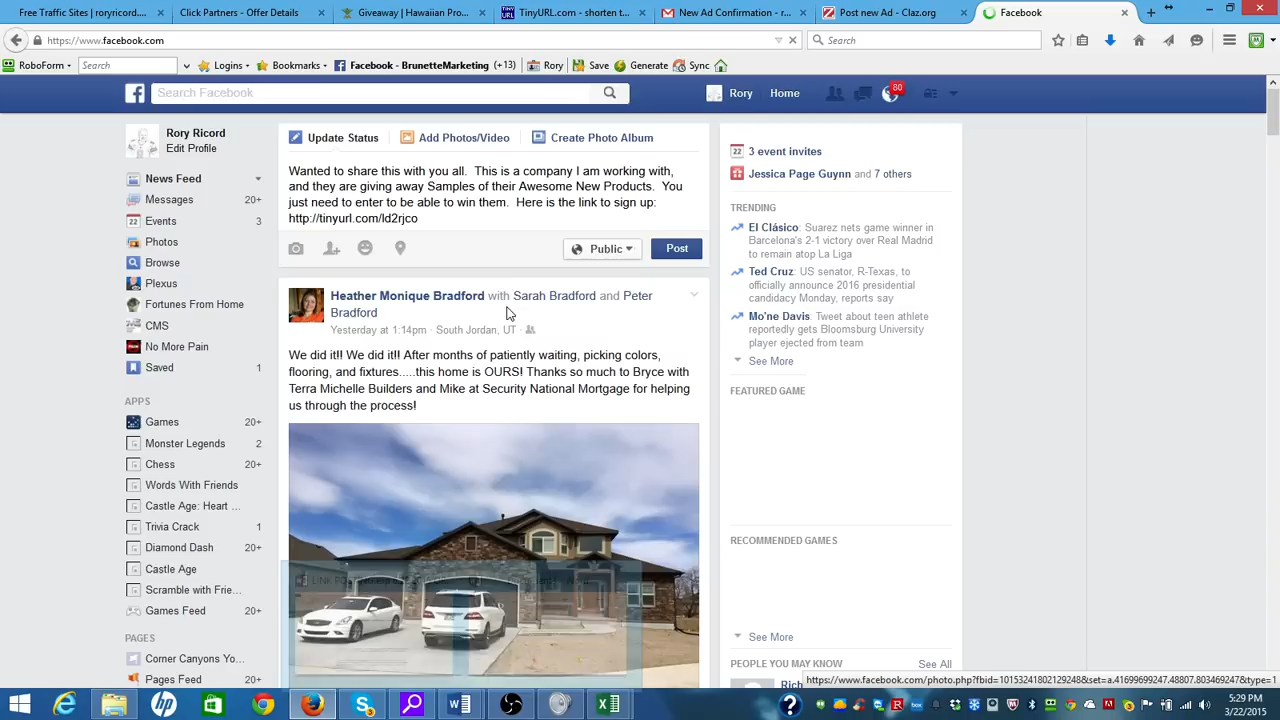 oryricord - Profile
CAP - Offer Details
TinyURL.com - shorten th...
New Ad Confirmation - r...
Post new Ad - Claz.org
Facebook
https://www.facebook.com
Search
RoboForm
Search
Logins
Bookmarks
Facebook - BrunetteMarketing (+13)
Rory
Save
Generate
Sync
Search Facebook
Rory
Home
80
Rory Ricord
Edit Profile
News Feed
Messages 20+
Events 3
Photos
Browse
Plexus
Fortunes From Home
CMS
No More Pain
Saved 1
APPS
Games 20+
Monster Legends 2
Chess 20+
Words With Friends
Castle Age: Heart ...
Trivia Crack 1
Diamond Dash 20+
Castle Age
Scramble with Frie...
Games Feed 20+
PAGES
Corner Canyons Yo...
Pages Feed 20+
Update Status Add Photos/Video Create Photo Album
Wanted to share this with you all. This is a company I am working with,
and they are giving away Samples of their Awesome New Products. You
just need to enter to be able to win them. Here is the link to sign up:
http://tinyurl.com/ld2rjco
Public
Post
Heather Monique Bradford with Sarah Bradford and Peter
Bradford
Yesterday at 1:14pm · South Jordan, UT ·
We did it!! We did it!! After months of patiently waiting, picking colors,
flooring, and fixtures.....this home is OURS! Thanks so much to Bryce with
Terra Michelle Builders and Mike at Security National Mortgage for helping
us through the process!
22 3 event invites
Jessica Page Guynn and 7 others
TRENDING
El Clásico: Suarez nets game winner in
Barcelona's 2-1 victory over Real Madrid
to remain atop La Liga
Ted Cruz: US senator, R-Texas, to
officially announce 2016 presidential
candidacy Monday, reports say
Mo'ne Davis: Tweet about teen athlete
reportedly gets Bloomsburg University
player ejected from team
See More
FEATURED GAME
RECOMMENDED GAMES
See More
PEOPLE YOU MAY KNOW See All
https://www.facebook.com/photo.php?fbid=10153241802129248&set=a.41699699247.48807.803469247&type=1
5:29 PM
3/22/2015